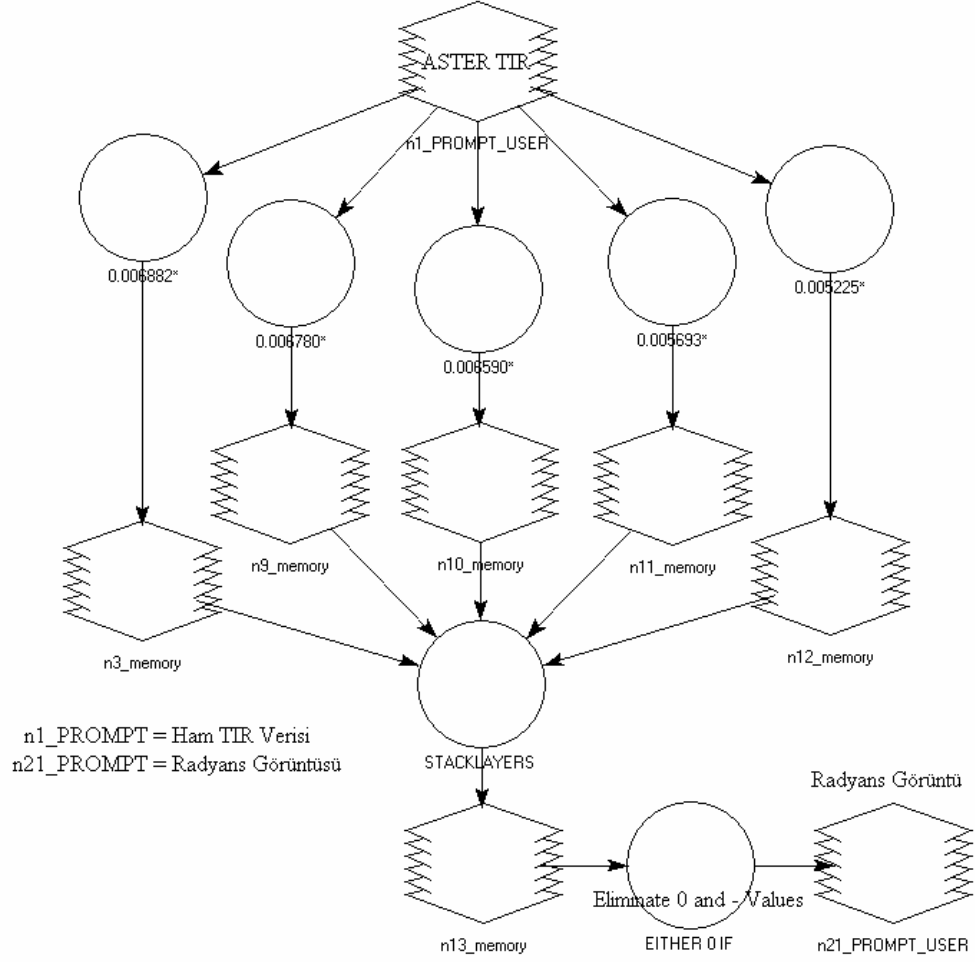 ASTER TIR
n1_PROMPT_USER
0.006882*
0.005225*
0.006780*
0.005693*
0.006590*
n9_memory
n10_memory
n11_memory
n3_memory
n12_memory
n1_PROMPT = Ham TIR Verisi
n21_PROMPT = Radyans Görüntüsü
STACKLAYERS
Radyans Görüntü
Eliminate 0 and - Values
n13_memory
EITHER 0 IF
n21_PROMPT_USER